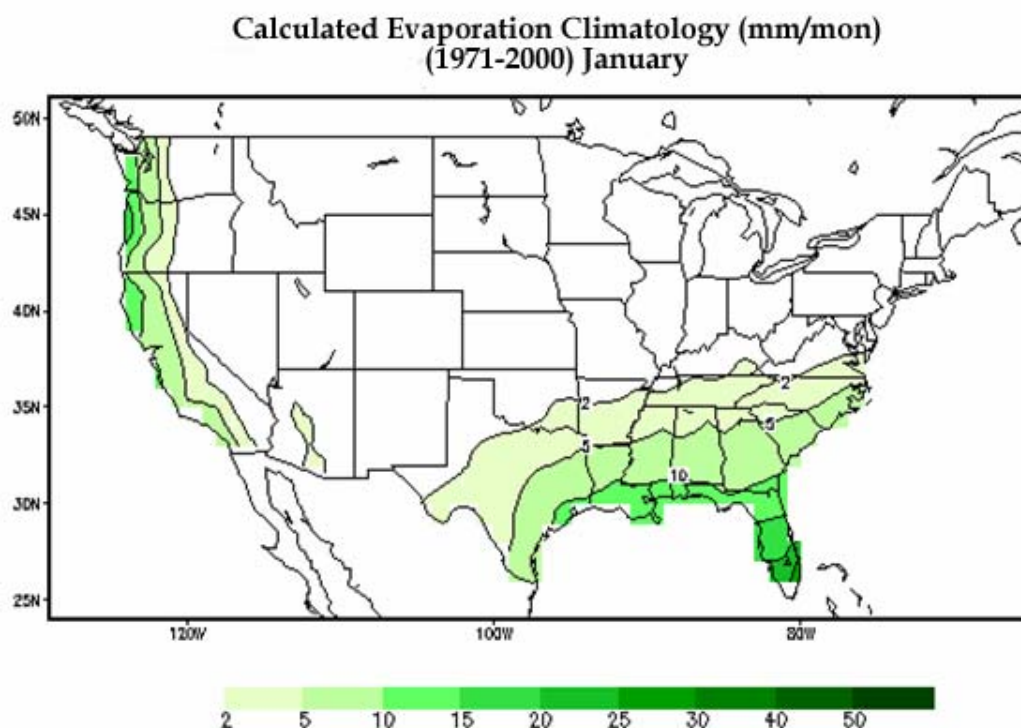 Calculated Evaporation Climatology (mm/mon)
(1971-2000) January
50N
45N
40N
35N
30N
25N
2
2
5
5
10
120W 100W 80W
2 5 10 15 20 25 30 40 50